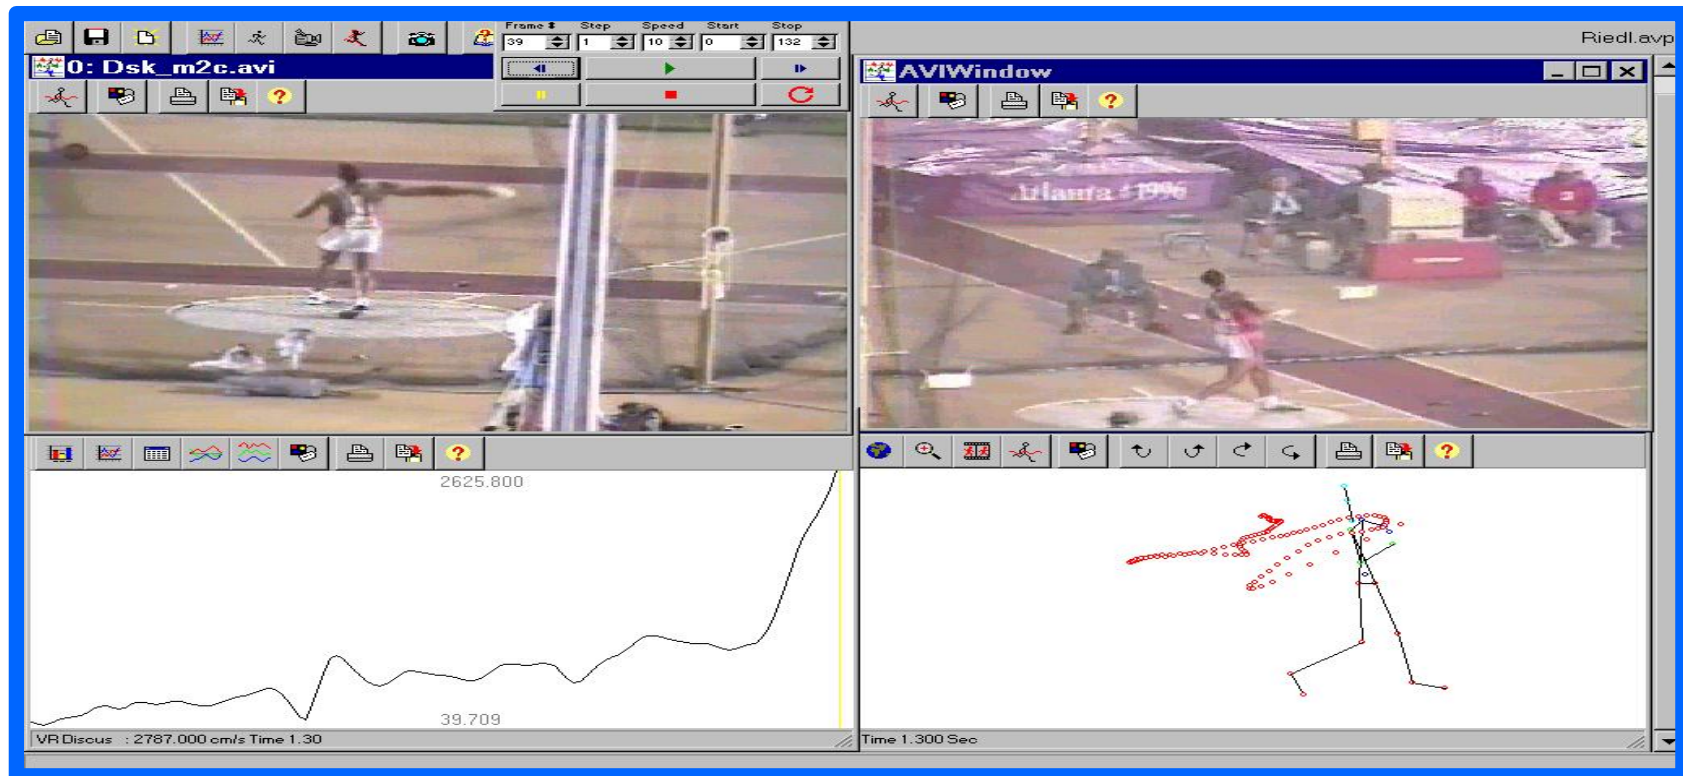 Frame # Step Speed Start Stop
39 1 10 0 132
Riedl.avp
0: Dsk_m2c.avi
AVIWindow
Atlanta 1996
2625.800
39.709
VR Discus : 2787.000 cm/s Time 1.30
Time 1.300 Sec